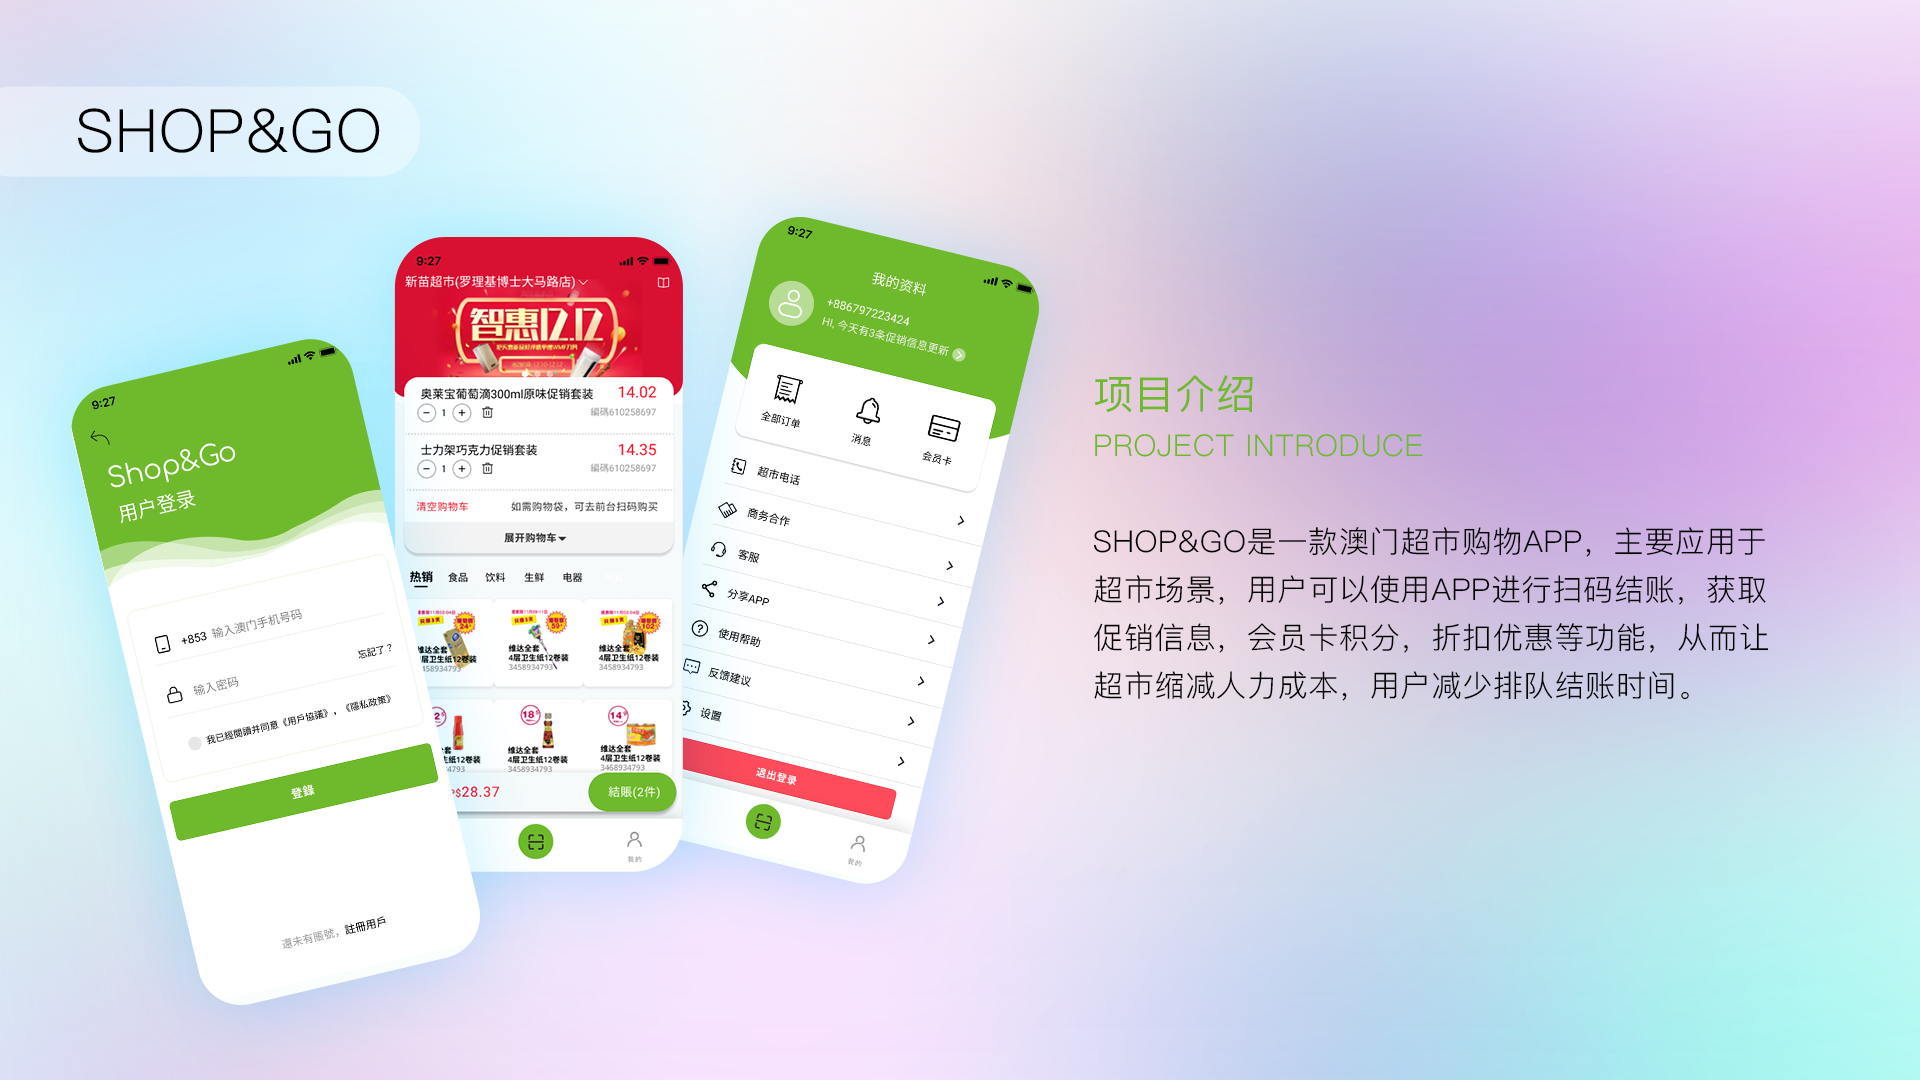 SHOP&GO
9:27
Shop&Go
用户登录
+853 输入澳门手机号码
忘記了？
输入密码
我已經閱讀并同意《用戶協議》，《隱私政策》
登錄
還未有賬號，註冊用戶
9:27
新苗超市(罗理基博士大马路店)
智惠12.12
奥莱宝葡萄滴300ml原味促销套装 14.02
1 編碼610258697
士力架巧克力促销套装 14.35
1 編碼610258697
清空购物车 如需购物袋，可去前台扫码购买
展开购物车
热销 食品 饮料 生鲜 电器
维达全套 维达全套 维达全套
层卫生纸12卷装 4层卫生纸12卷装 4层卫生纸12卷装
3458934793 3458934793 3458934793
维达全套 维达全套
生纸12卷装 4层卫生纸12卷装 4层卫生纸12卷装
4793 3458934793 3458934793
$28.37 結賬(2件)
我的
9:27
我的资料
+886797223424
HI, 今天有3条促销信息更新
全部订单 消息 会员卡
超市电话
商务合作
客服
分享APP
使用帮助
反馈建议
设置
退出登录
我的
项目介绍
PROJECT INTRODUCE
SHOP&GO是一款澳门超市购物APP，主要应用于
超市场景，用户可以使用APP进行扫码结账，获取
促销信息，会员卡积分，折扣优惠等功能，从而让
超市缩减人力成本，用户减少排队结账时间。